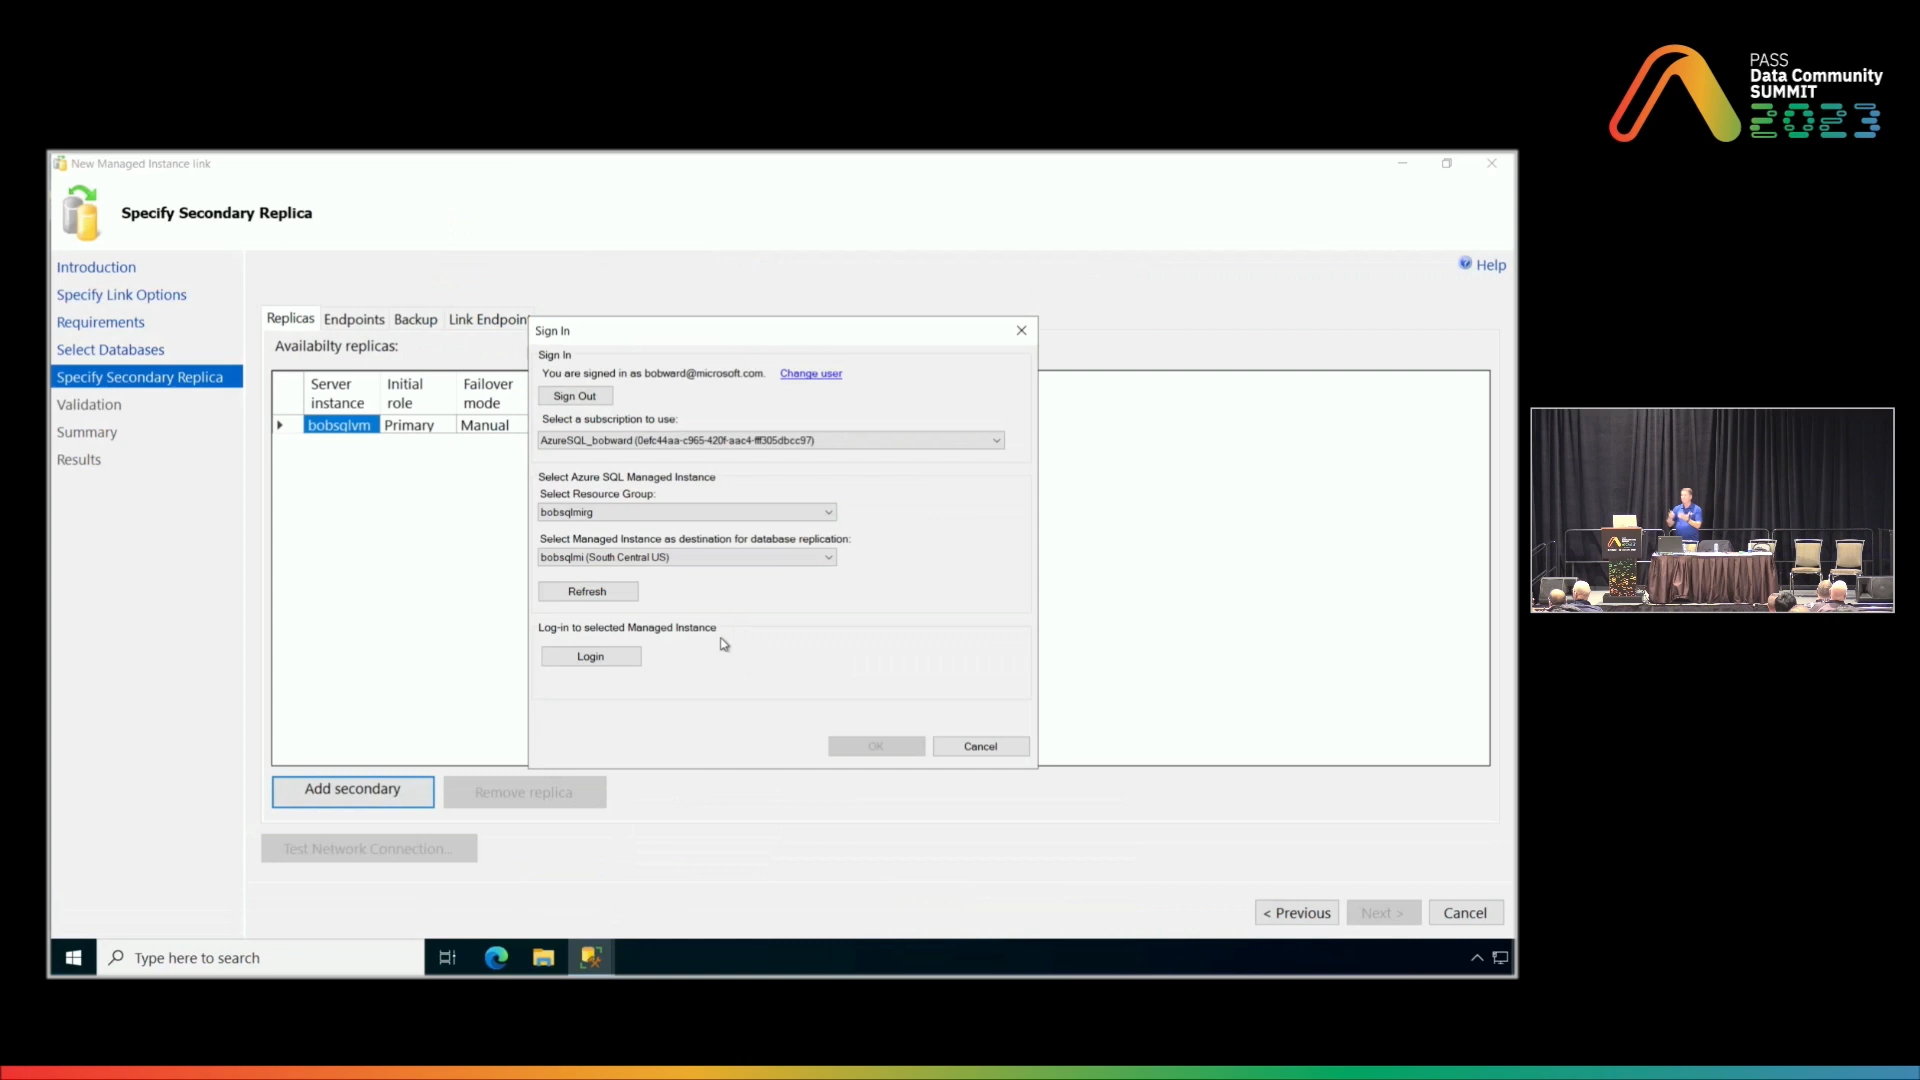 PASS
Data Community
SUMMIT
2023
New Managed Instance link
Specify Secondary Replica
Help
Introduction
Specify Link Options
Requirements
Select Databases
Specify Secondary Replica
Validation
Summary
Results
Replicas Endpoints Backup Link Endpoin
Availabilty replicas:
Server instance Initial role Failover mode
bobsqlvm Primary Manual
Sign In
Sign In
You are signed in as bobward@microsoft.com. Change user
Sign Out
Select a subscription to use:
AzureSQL_bobward (0efc44aa-c965-420f-aac4-fff305dbcc97)
Select Azure SQL Managed Instance
Select Resource Group:
bobsqlmirg
Select Managed Instance as destination for database replication:
bobsqlmi (South Central US)
Refresh
Log-in to selected Managed Instance
Login
OK Cancel
Add secondary Remove replica
Test Network Connection...
< Previous Next > Cancel
Type here to search